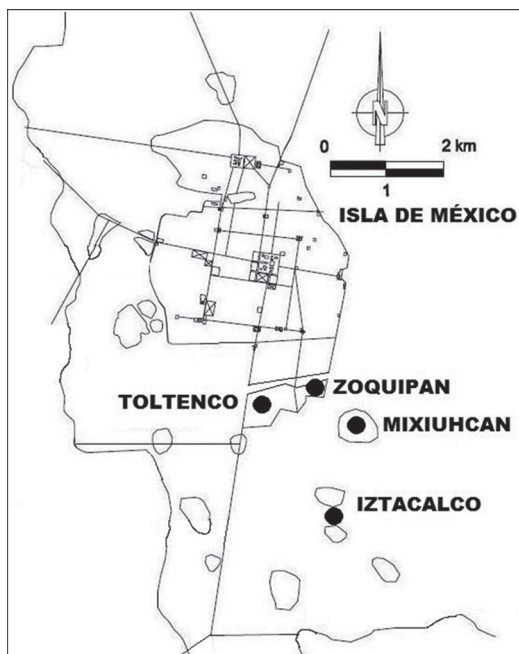 N
0
2 km
1
ISLA DE MÉXICO
ZOQUIPAN
TOLTENCO
MIXIUHCAN
IZTACALCO